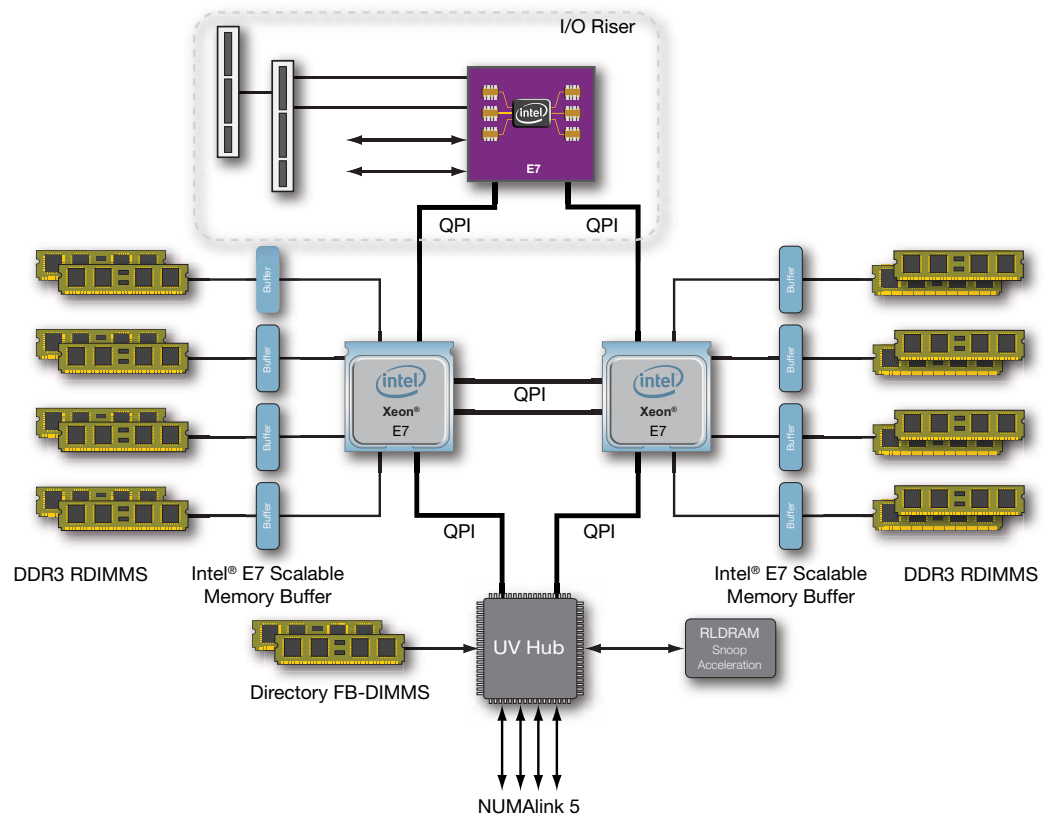 I/O Riser
intel
E7
QPI
QPI
Buffer
Buffer
Buffer
Buffer
Buffer
Buffer
Buffer
Buffer
intel
Xeon®
E7
QPI
intel
Xeon®
E7
QPI
QPI
DDR3 RDIMMS
Intel® E7 Scalable
Memory Buffer
Intel® E7 Scalable
Memory Buffer
DDR3 RDIMMS
UV Hub
RLDRAM
Snoop
Acceleration
Directory FB-DIMMS
NUMAlink 5